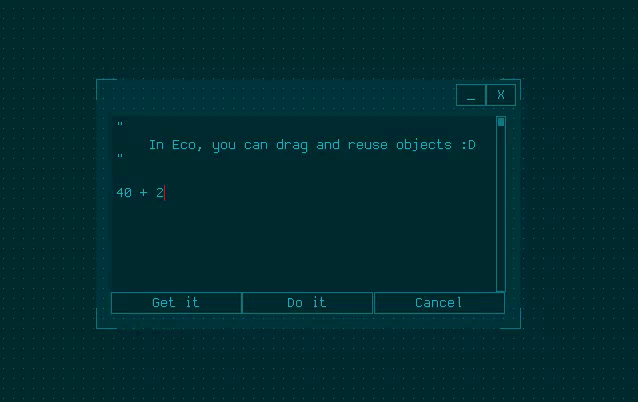 _ X
"
In Eco, you can drag and reuse objects :D
"
40 + 2
Get it Do it Cancel